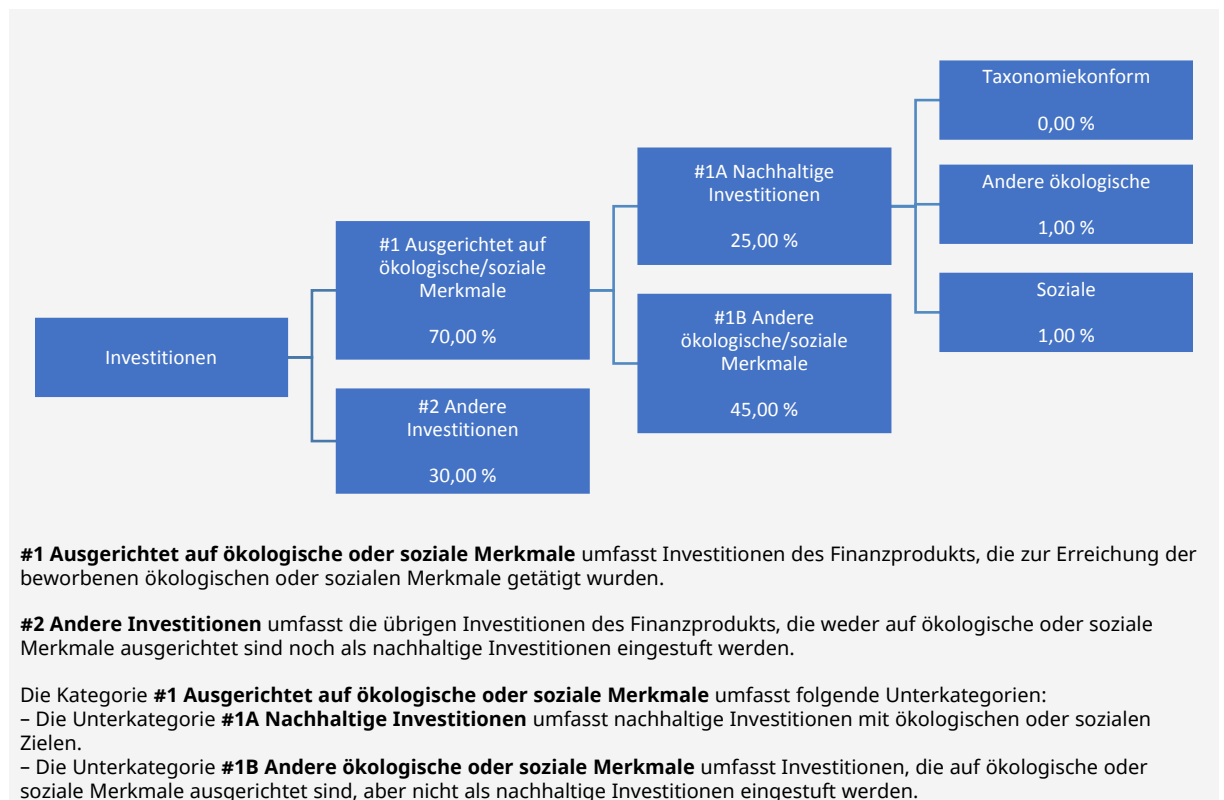 Investitionen
#1 Ausgerichtet auf
ökologische/soziale
Merkmale
70,00 %
#2 Andere
Investitionen
30,00 %
#1A Nachhaltige
Investitionen
25,00 %
#1B Andere
ökologische/soziale
Merkmale
45,00 %
Taxonomiekonform
0,00 %
Andere ökologische
1,00 %
Soziale
1,00 %
#1 Ausgerichtet auf ökologische oder soziale Merkmale umfasst Investitionen des Finanzprodukts, die zur Erreichung der
beworbenen ökologischen oder sozialen Merkmale getätigt wurden.
#2 Andere Investitionen umfasst die übrigen Investitionen des Finanzprodukts, die weder auf ökologische oder soziale
Merkmale ausgerichtet sind noch als nachhaltige Investitionen eingestuft werden.
Die Kategorie #1 Ausgerichtet auf ökologische oder soziale Merkmale umfasst folgende Unterkategorien:
– Die Unterkategorie #1A Nachhaltige Investitionen umfasst nachhaltige Investitionen mit ökologischen oder sozialen
Zielen.
– Die Unterkategorie #1B Andere ökologische oder soziale Merkmale umfasst Investitionen, die auf ökologische oder
soziale Merkmale ausgerichtet sind, aber nicht als nachhaltige Investitionen eingestuft werden.